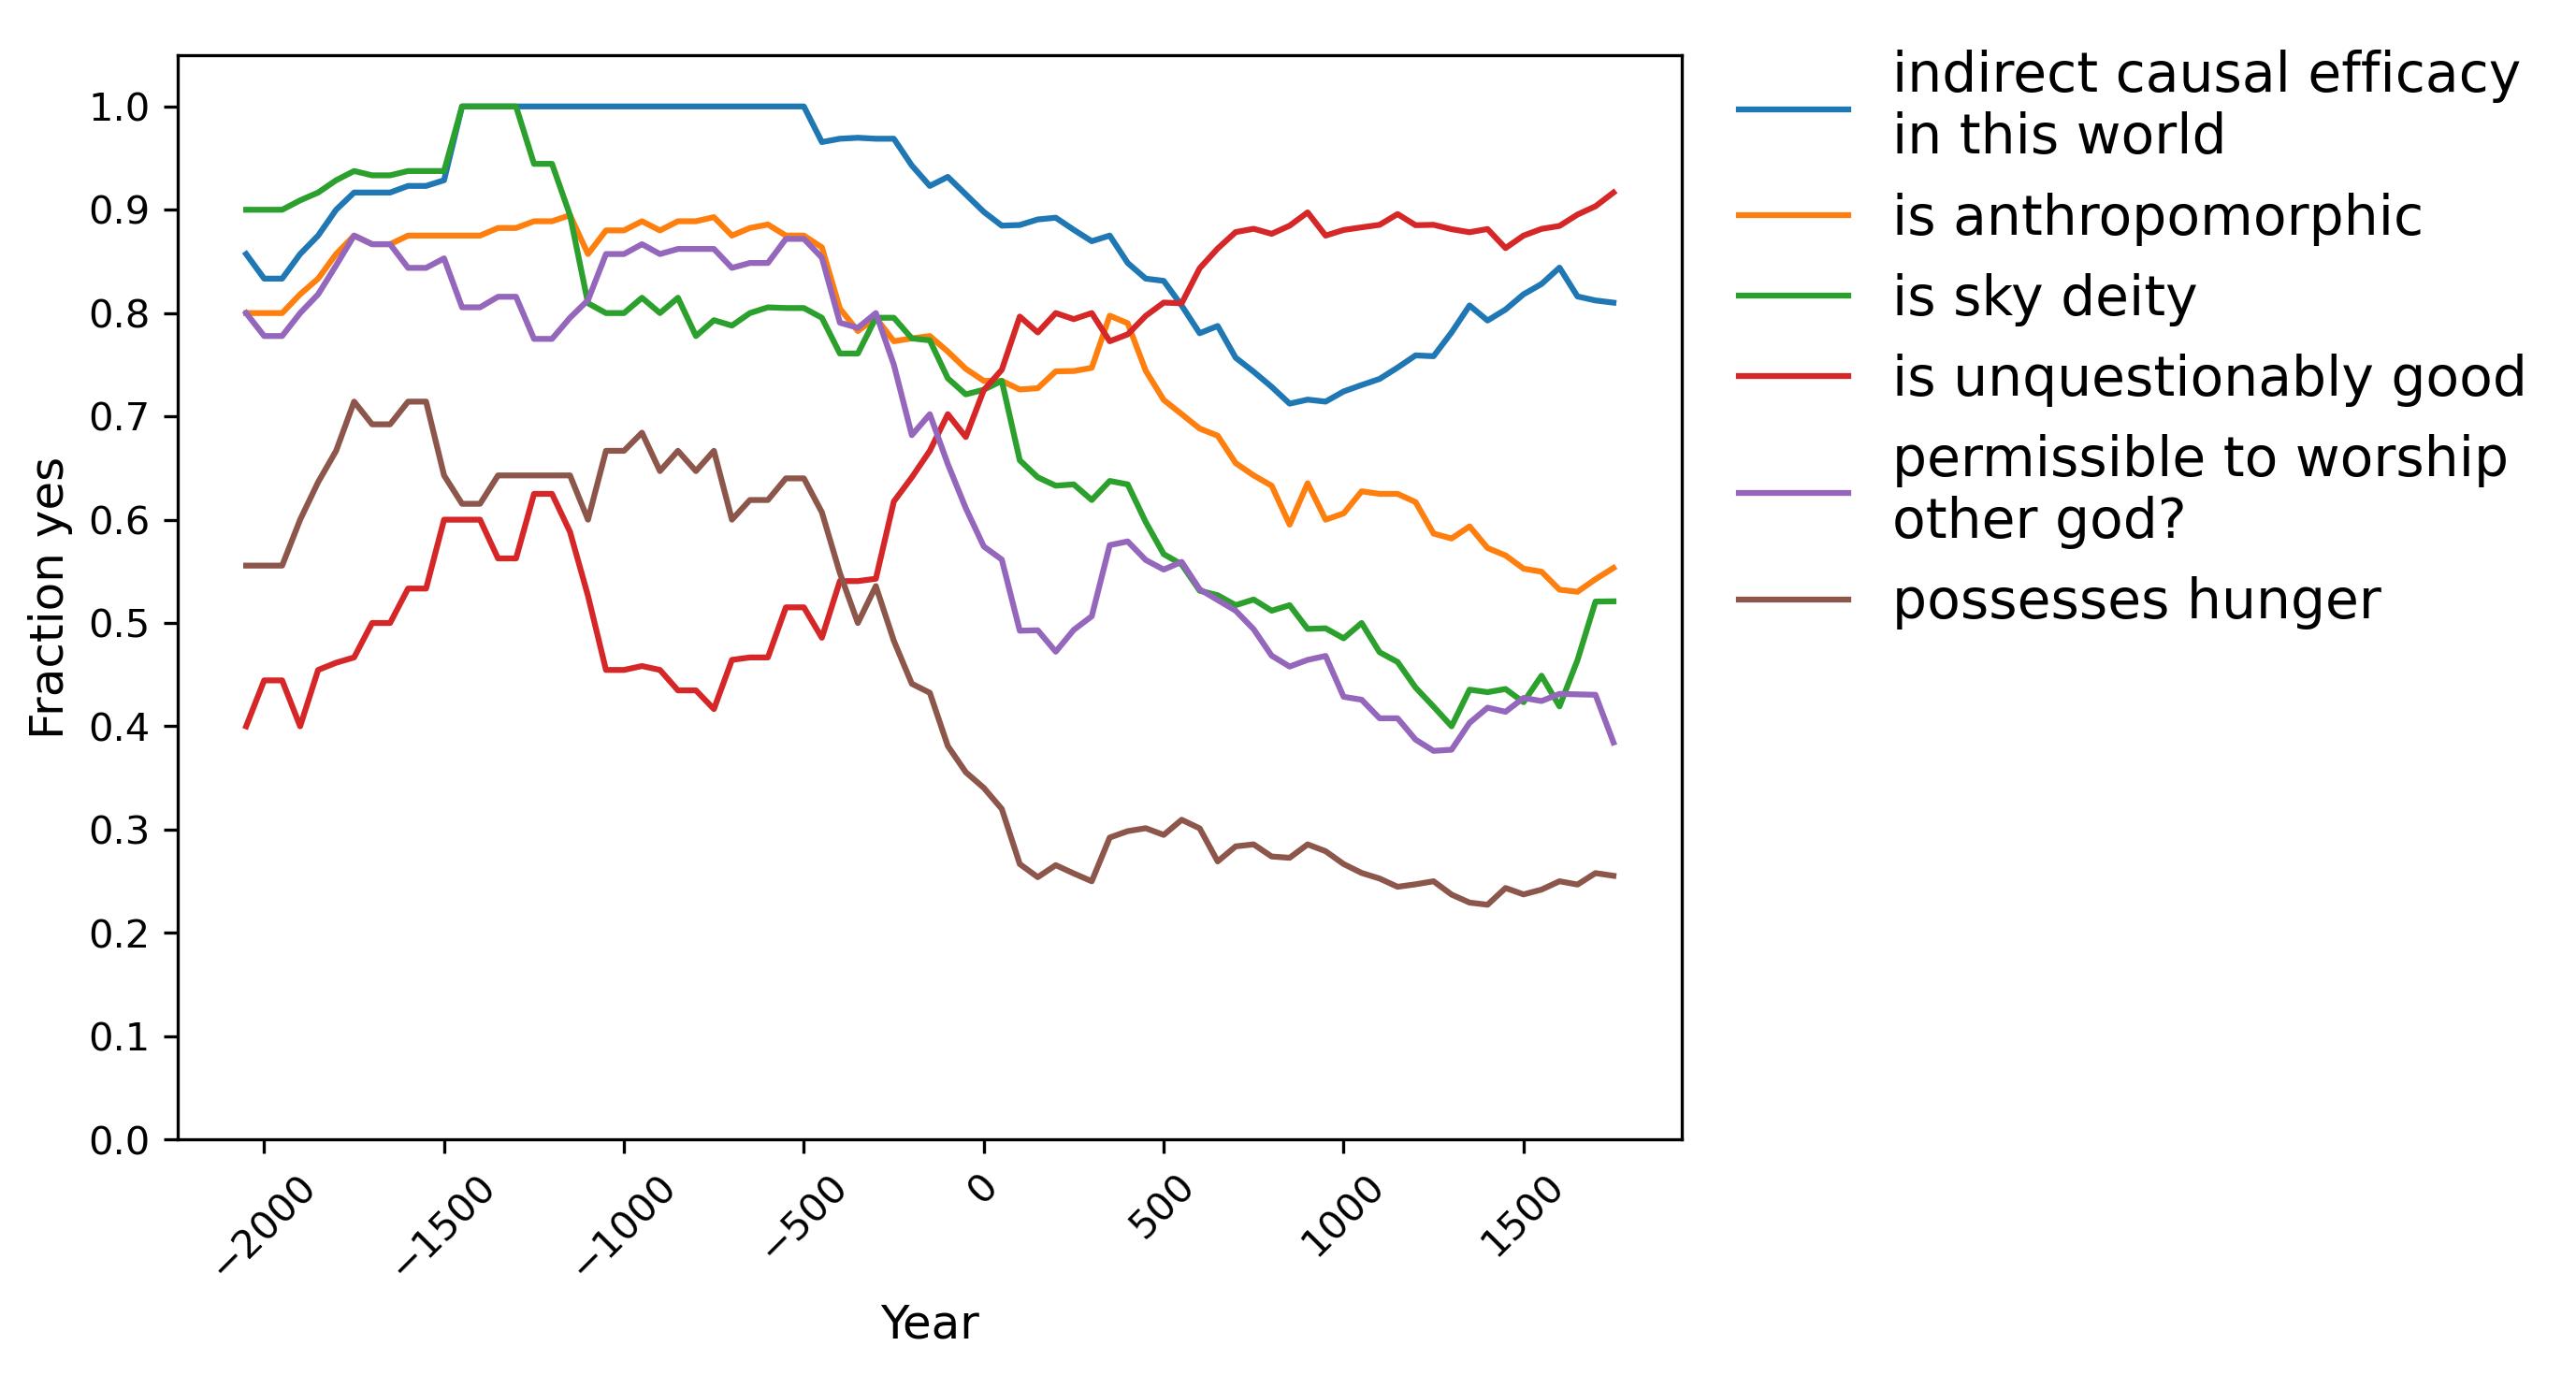 1.0
0.9
0.8
0.7
0.6
0.5
0.4
0.3
0.2
0.1
0.0
Fraction yes
−2000
−1500
−1000
−500
0
500
1000
1500
Year
indirect causal efficacy
in this world
is anthropomorphic
is sky deity
is unquestionably good
permissible to worship
other god?
possesses hunger